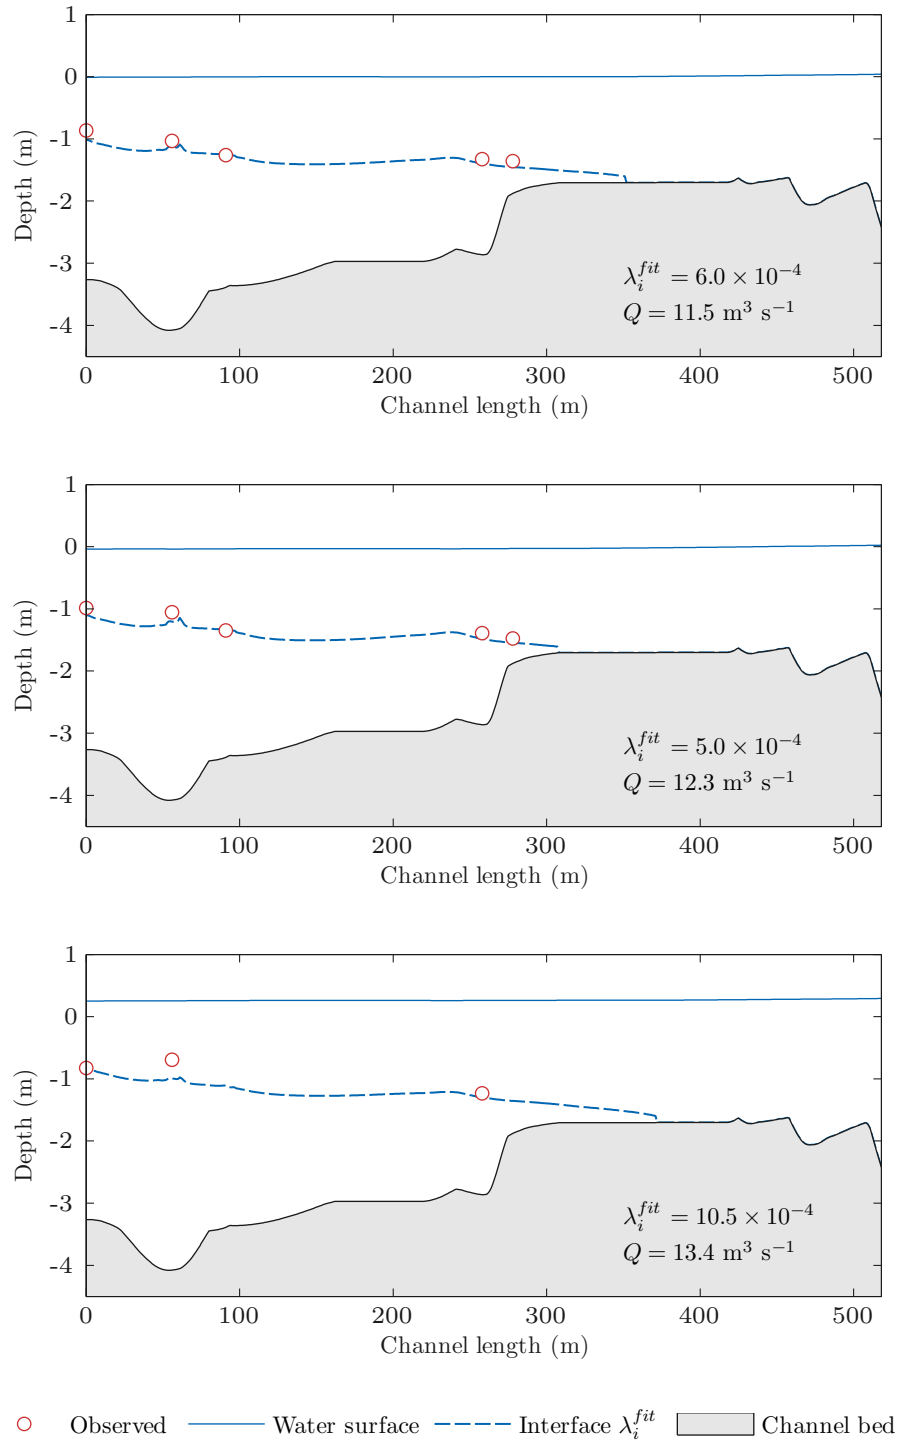 1
0
-1
-2
-3
-4
Depth (m)
λ_i^{fit} = 6.0 × 10^{−4}
Q = 11.5 m^3 s^{−1}
0 100 200 300 400 500
Channel length (m)
1
0
-1
-2
-3
-4
Depth (m)
λ_i^{fit} = 5.0 × 10^{−4}
Q = 12.3 m^3 s^{−1}
0 100 200 300 400 500
Channel length (m)
1
0
-1
-2
-3
-4
Depth (m)
λ_i^{fit} = 10.5 × 10^{−4}
Q = 13.4 m^3 s^{−1}
0 100 200 300 400 500
Channel length (m)
Observed Water surface Interface λ_i^{fit} Channel bed